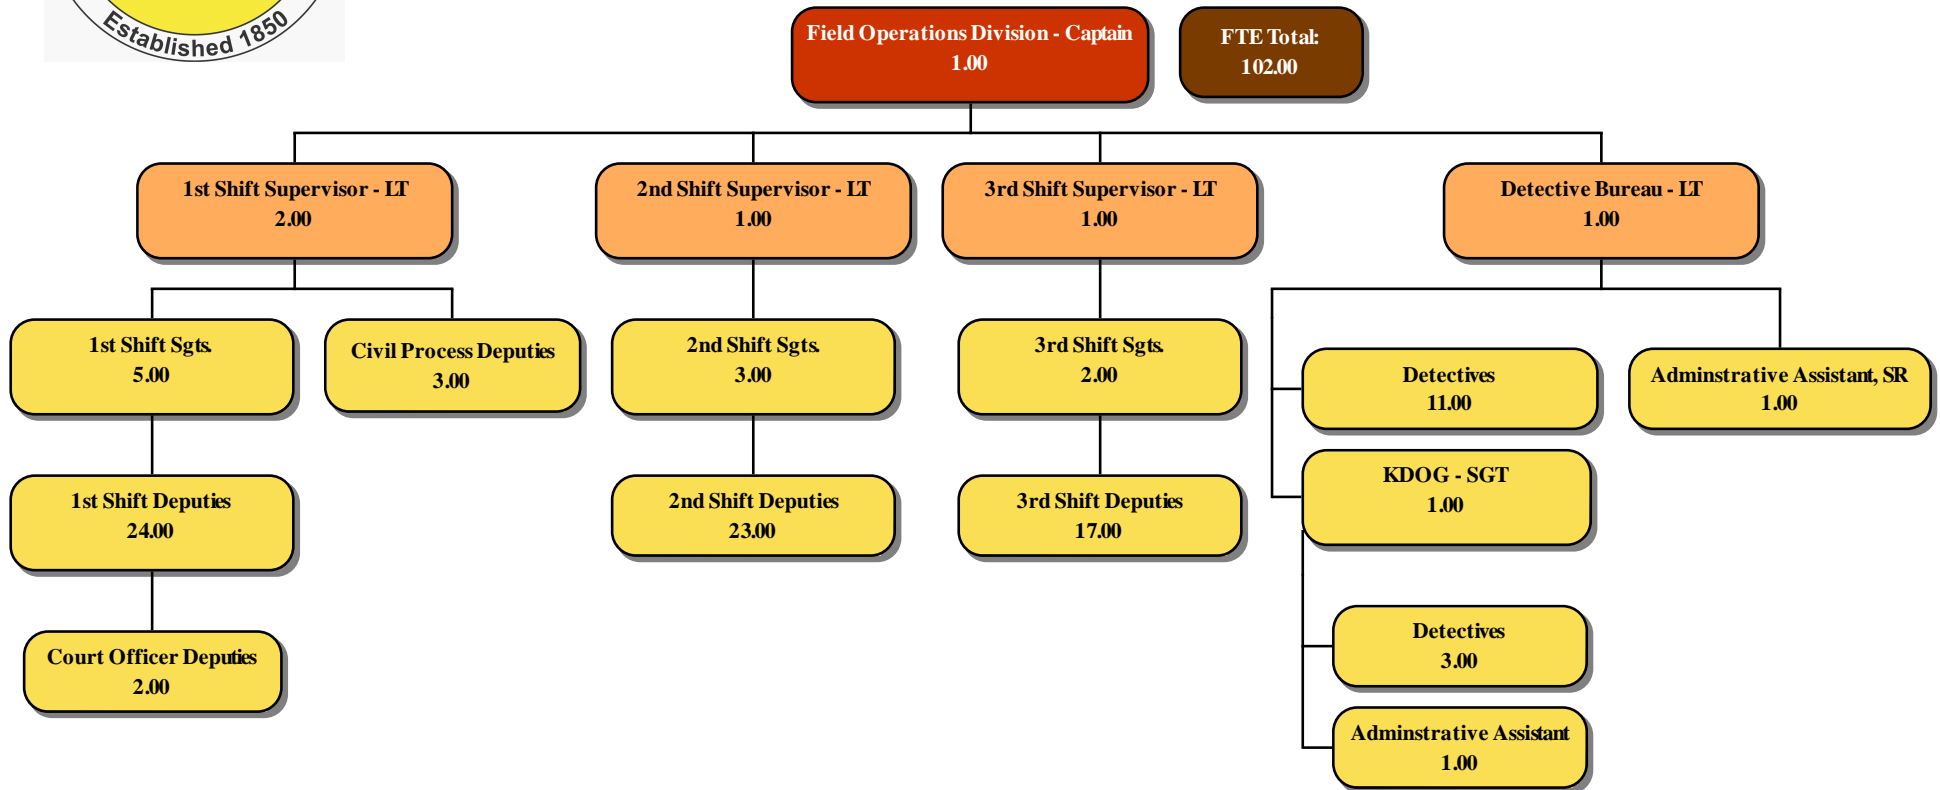 Established 1850
Field Operations Division - Captain
1.00
FTE Total:
102.00
1st Shift Supervisor - LT
2.00
2nd Shift Supervisor - LT
1.00
3rd Shift Supervisor - LT
1.00
Detective Bureau - LT
1.00
1st Shift Sgts.
5.00
Civil Process Deputies
3.00
2nd Shift Sgts.
3.00
3rd Shift Sgts.
2.00
Detectives
11.00
Adminstrative Assistant, SR
1.00
KDOG - SGT
1.00
1st Shift Deputies
24.00
2nd Shift Deputies
23.00
3rd Shift Deputies
17.00
Court Officer Deputies
2.00
Detectives
3.00
Adminstrative Assistant
1.00